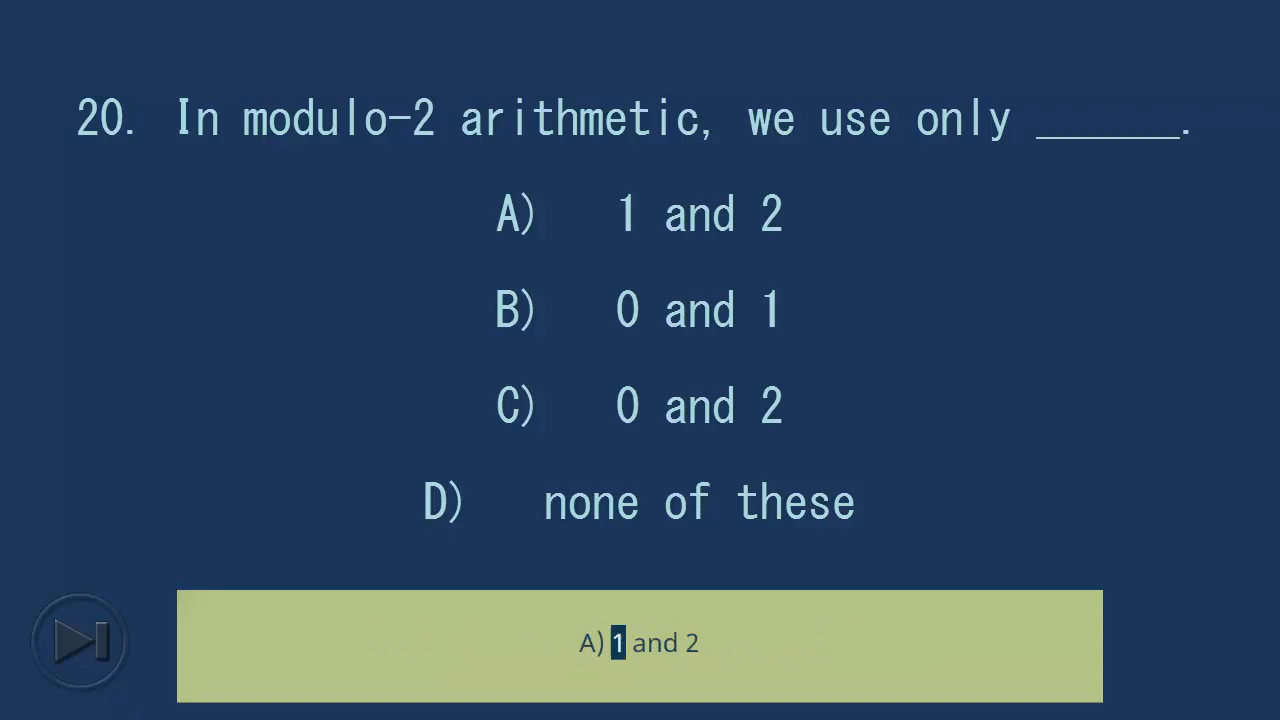 20. In modulo-2 arithmetic, we use only ______.
A) 1 and 2
B) 0 and 1
C) 0 and 2
D) none of these
A) 1 and 2